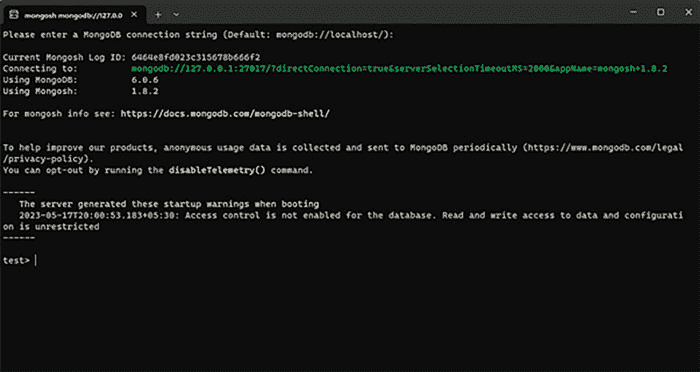 mongosh mongodb://127.0.0
Please enter a MongoDB connection string (Default: mongodb://localhost/):
Current Mongosh Log ID: 6464e8fd023c315678b666f2
Connecting to: mongodb://127.0.0.1:27017/?directConnection=true&serverSelectionTimeoutMS=2000&appName=mongosh+1.8.2
Using MongoDB: 6.0.6
Using Mongosh: 1.8.2
For mongosh info see: https://docs.mongodb.com/mongodb-shell/
To help improve our products, anonymous usage data is collected and sent to MongoDB periodically (https://www.mongodb.com/legal
/privacy-policy).
You can opt-out by running the disableTelemetry() command.
------
The server generated these startup warnings when booting
2023-05-17T20:00:53.183+05:30: Access control is not enabled for the database. Read and write access to data and configurati
on is unrestricted
------
test>